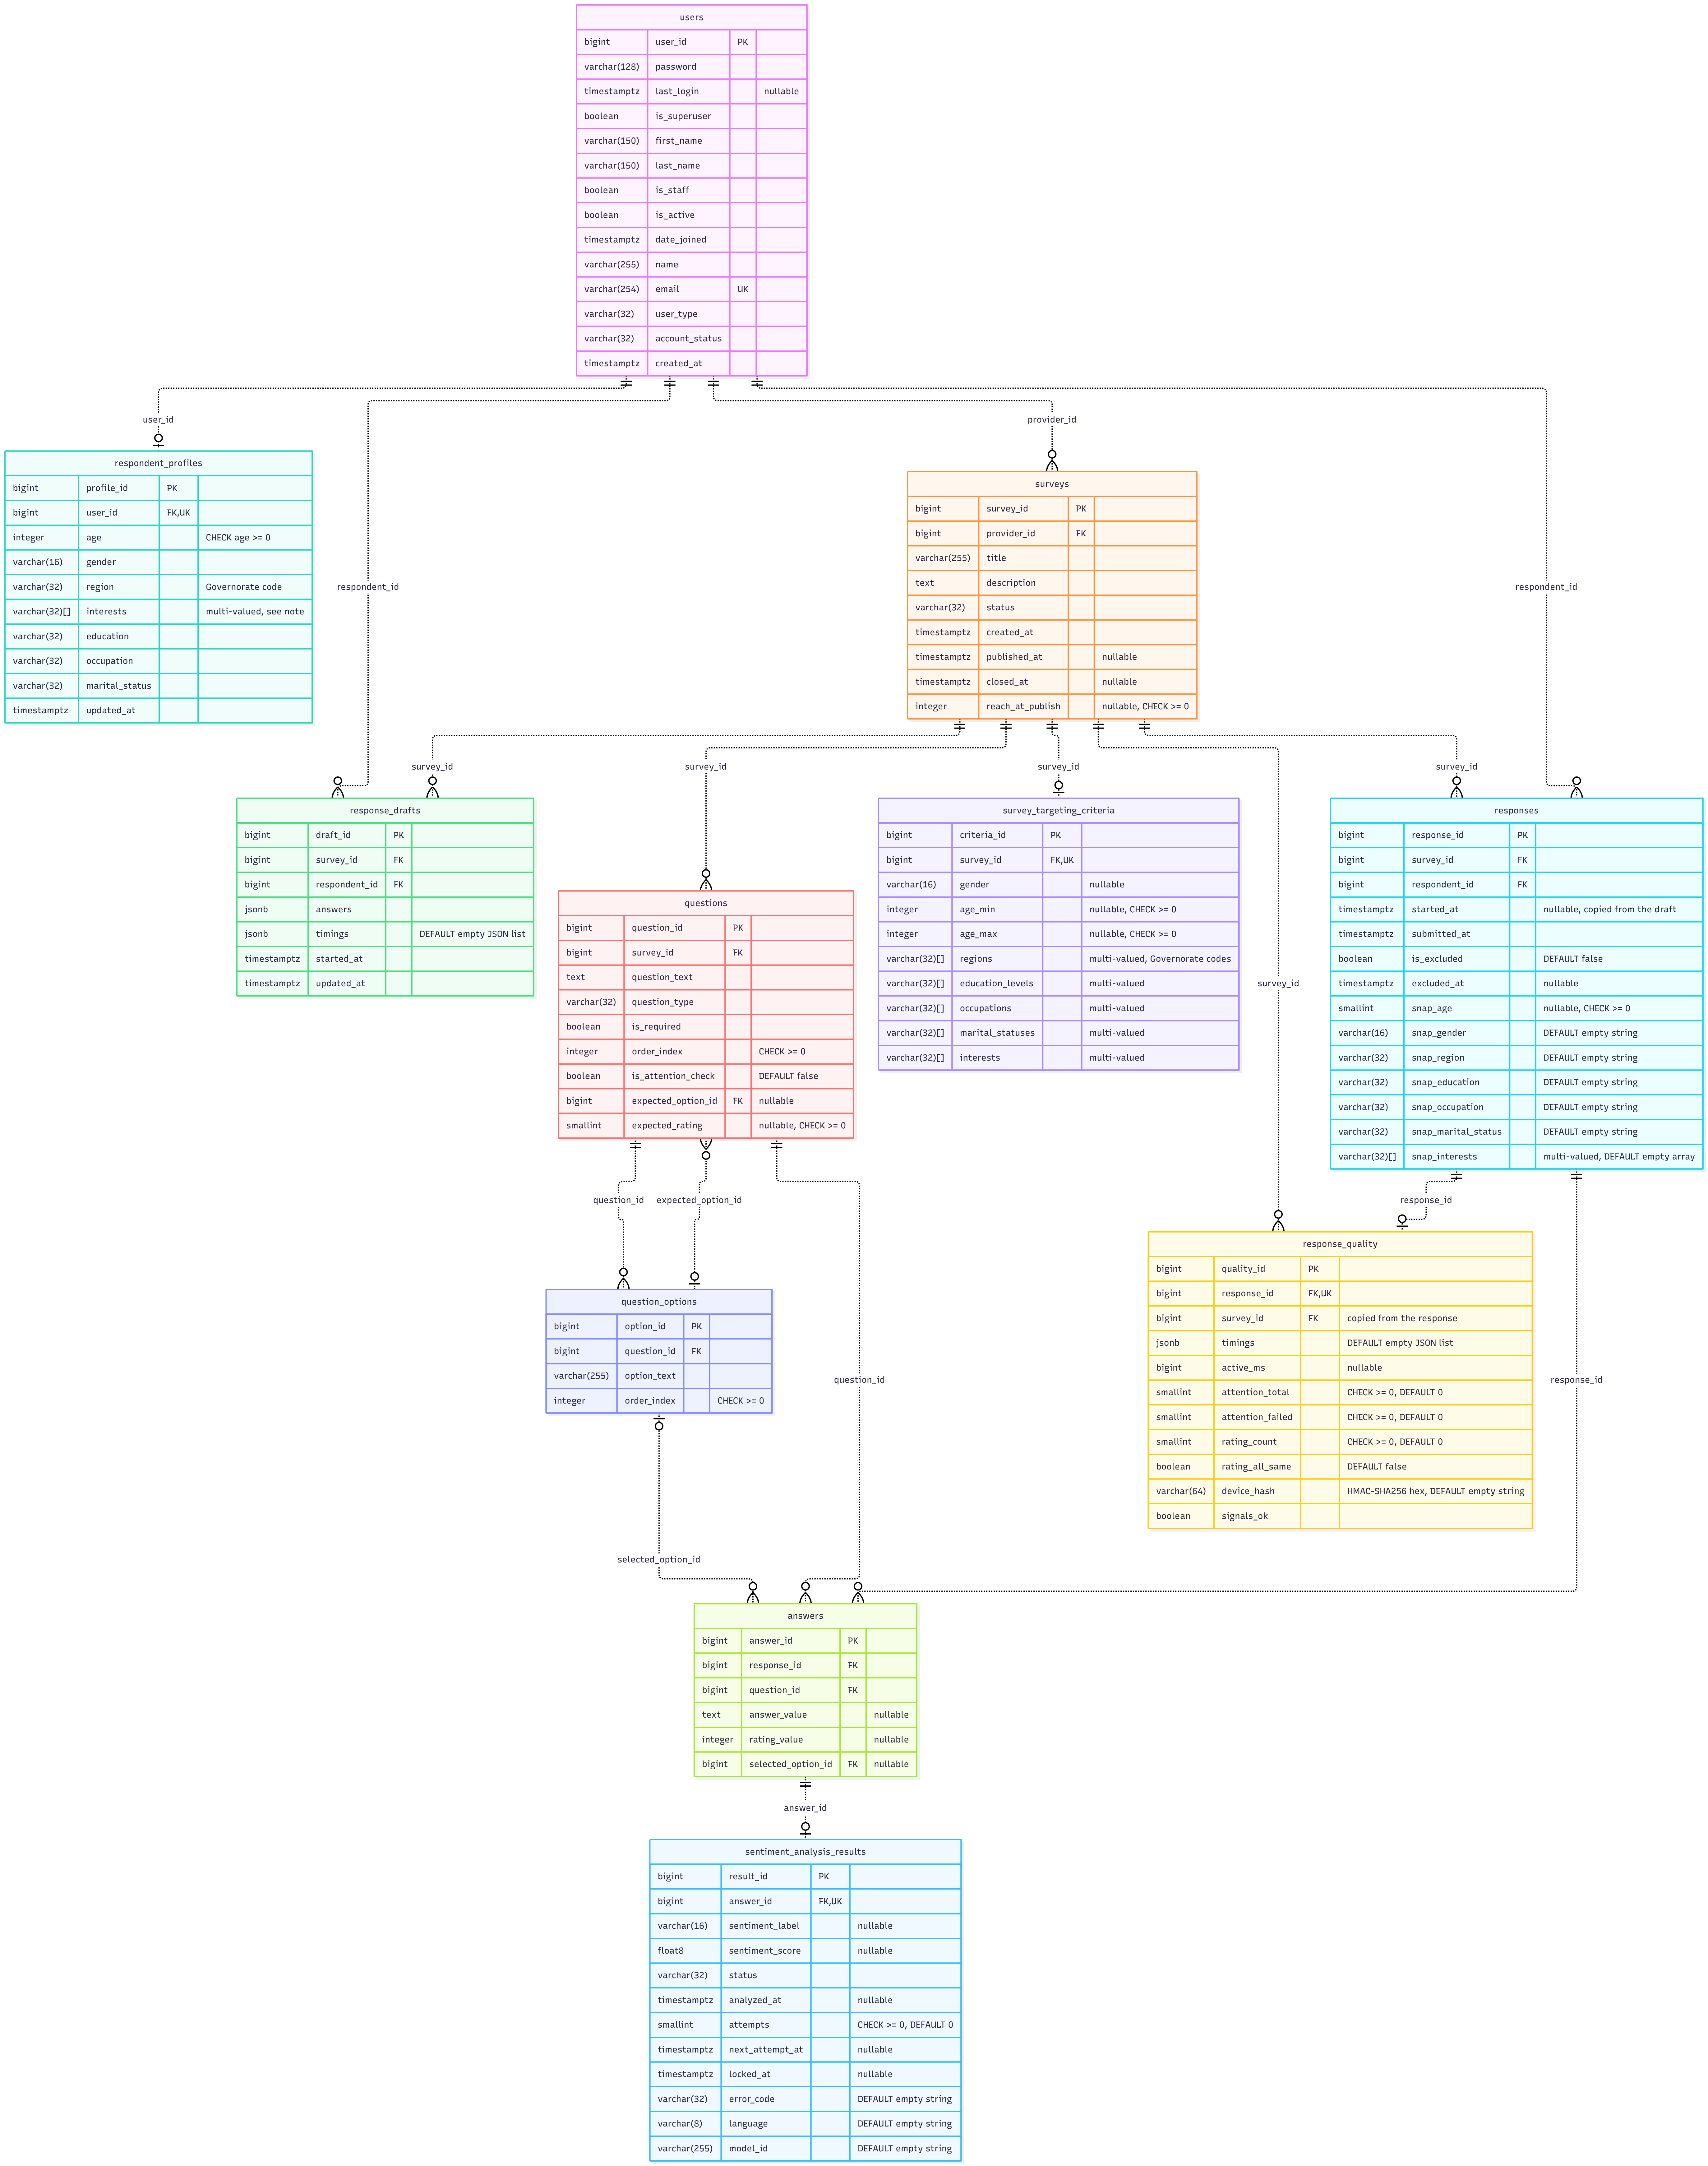 users
bigint user_id PK
varchar(128) password
timestamptz last_login nullable
boolean is_superuser
varchar(150) first_name
varchar(150) last_name
boolean is_staff
boolean is_active
timestamptz date_joined
varchar(255) name
varchar(254) email UK
varchar(32) user_type
varchar(32) account_status
timestamptz created_at
user_id
provider_id
respondent_id
respondent_id
respondent_profiles
bigint profile_id PK
bigint user_id FK,UK
integer age CHECK age >= 0
varchar(16) gender
varchar(32) region Governorate code
varchar(32)[] interests multi-valued, see note
varchar(32) education
varchar(32) occupation
varchar(32) marital_status
timestamptz updated_at
surveys
bigint survey_id PK
bigint provider_id FK
varchar(255) title
text description
varchar(32) status
timestamptz created_at
timestamptz published_at nullable
timestamptz closed_at nullable
integer reach_at_publish nullable, CHECK >= 0
survey_id
survey_id
survey_id
survey_id
survey_id
response_drafts
bigint draft_id PK
bigint survey_id FK
bigint respondent_id FK
jsonb answers
jsonb timings DEFAULT empty JSON list
timestamptz started_at
timestamptz updated_at
questions
bigint question_id PK
bigint survey_id FK
text question_text
varchar(32) question_type
boolean is_required
integer order_index CHECK >= 0
boolean is_attention_check DEFAULT false
bigint expected_option_id FK nullable
smallint expected_rating nullable, CHECK >= 0
survey_targeting_criteria
bigint criteria_id PK
bigint survey_id FK,UK
varchar(16) gender nullable
integer age_min nullable, CHECK >= 0
integer age_max nullable, CHECK >= 0
varchar(32)[] regions multi-valued, Governorate codes
varchar(32)[] education_levels multi-valued
varchar(32)[] occupations multi-valued
varchar(32)[] marital_statuses multi-valued
varchar(32)[] interests multi-valued
responses
bigint response_id PK
bigint survey_id FK
bigint respondent_id FK
timestamptz started_at nullable, copied from the draft
timestamptz submitted_at
boolean is_excluded DEFAULT false
timestamptz excluded_at nullable
smallint snap_age nullable, CHECK >= 0
varchar(16) snap_gender DEFAULT empty string
varchar(32) snap_region DEFAULT empty string
varchar(32) snap_education DEFAULT empty string
varchar(32) snap_occupation DEFAULT empty string
varchar(32) snap_marital_status DEFAULT empty string
varchar(32)[] snap_interests multi-valued, DEFAULT empty array
question_id
expected_option_id
response_id
question_options
bigint option_id PK
bigint question_id FK
varchar(255) option_text
integer order_index CHECK >= 0
response_quality
bigint quality_id PK
bigint response_id FK,UK
bigint survey_id FK copied from the response
jsonb timings DEFAULT empty JSON list
bigint active_ms nullable
smallint attention_total CHECK >= 0, DEFAULT 0
smallint attention_failed CHECK >= 0, DEFAULT 0
smallint rating_count CHECK >= 0, DEFAULT 0
boolean rating_all_same DEFAULT false
varchar(64) device_hash HMAC-SHA256 hex, DEFAULT empty string
boolean signals_ok
question_id
response_id
selected_option_id
answers
bigint answer_id PK
bigint response_id FK
bigint question_id FK
text answer_value nullable
integer rating_value nullable
bigint selected_option_id FK nullable
answer_id
sentiment_analysis_results
bigint result_id PK
bigint answer_id FK,UK
varchar(16) sentiment_label nullable
float8 sentiment_score nullable
varchar(32) status
timestamptz analyzed_at nullable
smallint attempts CHECK >= 0, DEFAULT 0
timestamptz next_attempt_at nullable
timestamptz locked_at nullable
varchar(32) error_code DEFAULT empty string
varchar(8) language DEFAULT empty string
varchar(255) model_id DEFAULT empty string